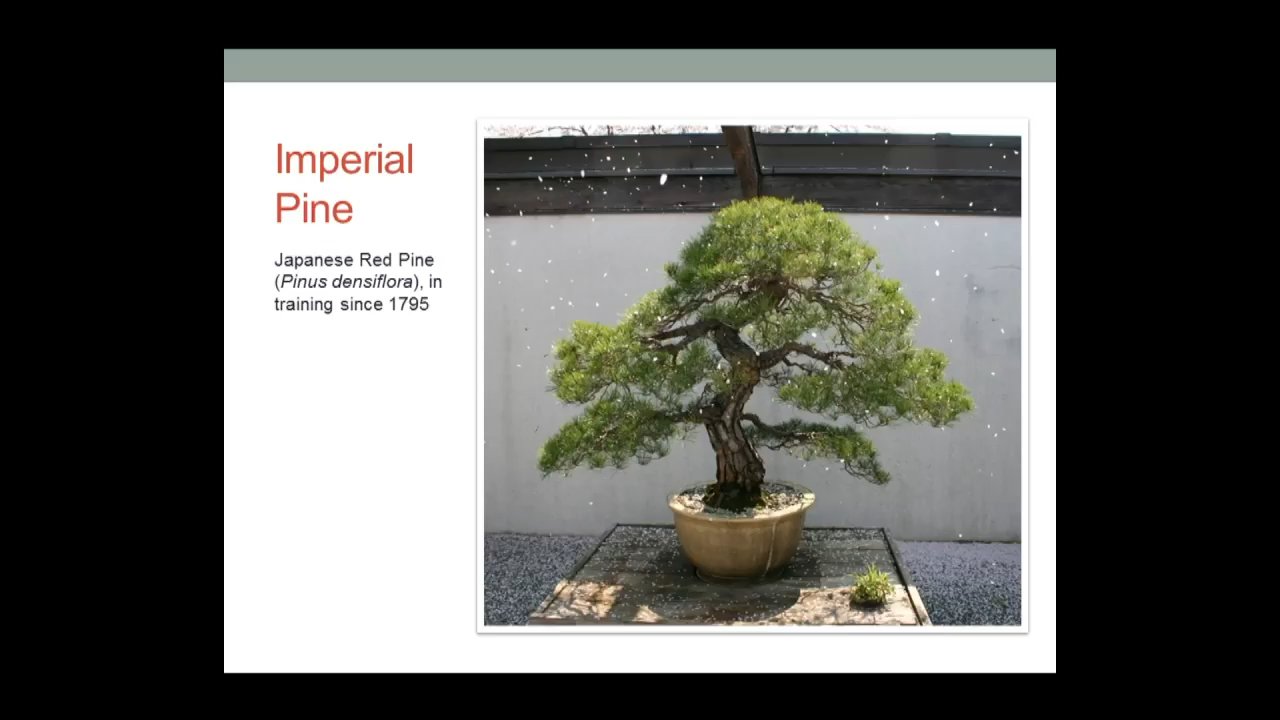 Imperial
Pine
Japanese Red Pine
(Pinus densiflora), in
training since 1795